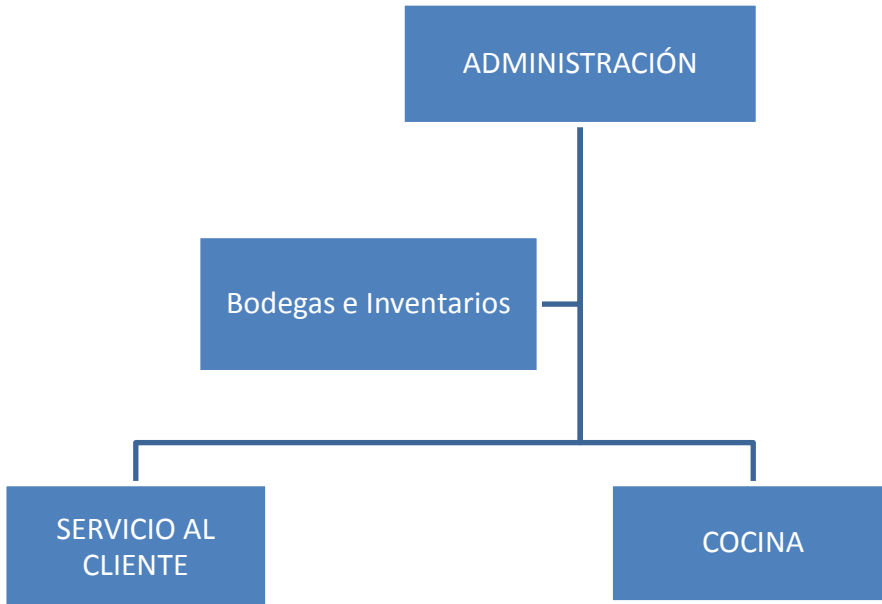 ADMINISTRACIÓN
Bodegas e Inventarios
SERVICIO AL
CLIENTE
COCINA